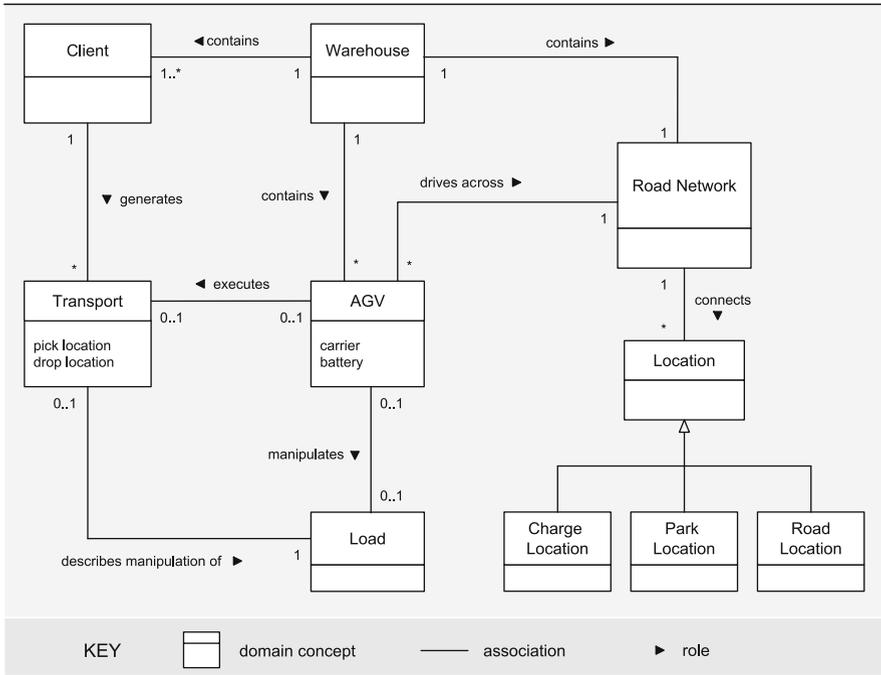 Client
◄ contains
Warehouse
contains ►
1..*
1
1
1
1
1
Road Network
▼ generates
contains ▼
drives across ►
1
*
*
*
1
Transport
◄ executes
AGV
connects
▼
0..1
0..1
*
pick location
drop location
carrier
battery
Location
0..1
0..1
manipulates ▼
0..1
Load
Charge
Location
Park
Location
Road
Location
describes manipulation of ►
1
KEY
domain concept
association
► role